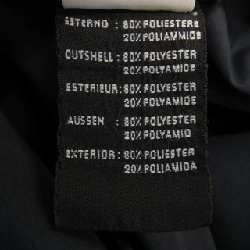 ESTERNO : 80% POLIESTERE
20% POLIAMMIDE
OUTSHELL : 80% POLYESTER
20% POLYAMIDE
EXTERIEUR: 80% POLYESTER
20% POLYAMIDE
AUSSEN : 80% POLYESTER
20% POLYAMID
EXTERIOR: 80% POLIESTER
20% POLIAMIDA